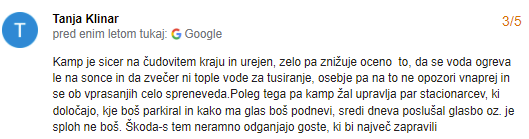 Tanja Klinar
3/5
T
pred enim letom tukaj: G Google
Kamp je sicer na čudovitem kraju in urejen, zelo pa znižuje oceno to, da se voda ogreva
le na sonce in da zvečer ni tople vode za tusiranje, osebje pa na to ne opozori vnaprej in
se ob vprasanjih celo spreneveda.Poleg tega pa kamp žal upravlja par stacionarcev, ki
določajo, kje boš parkiral in kako ma glas boš podnevi, sredi dneva poslušal glasbo oz. je
sploh ne boš. Škoda-s tem neramno odganjajo goste, ki bi največ zapravili